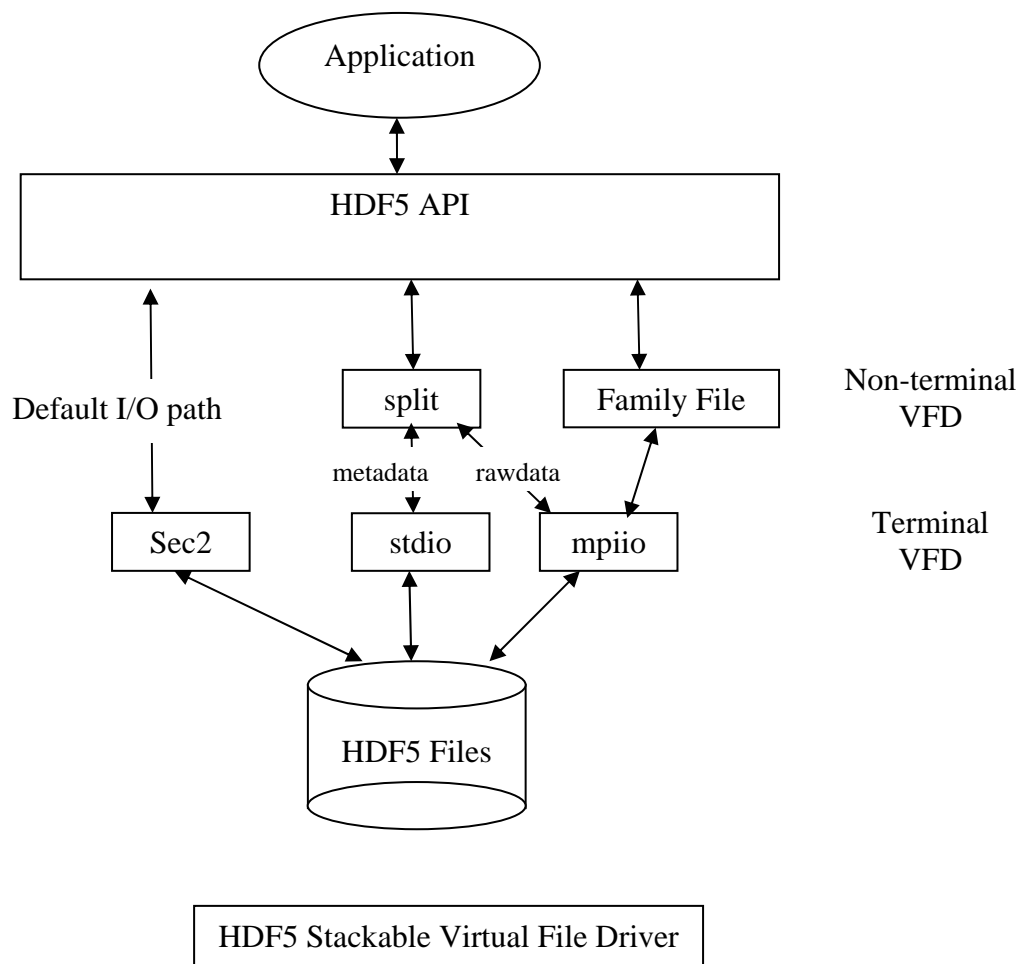 Application
HDF5 API
split
Family File
Non-terminal
VFD
Default I/O path
metadata
rawdata
Sec2
stdio
mpiio
Terminal
VFD
HDF5 Files
HDF5 Stackable Virtual File Driver